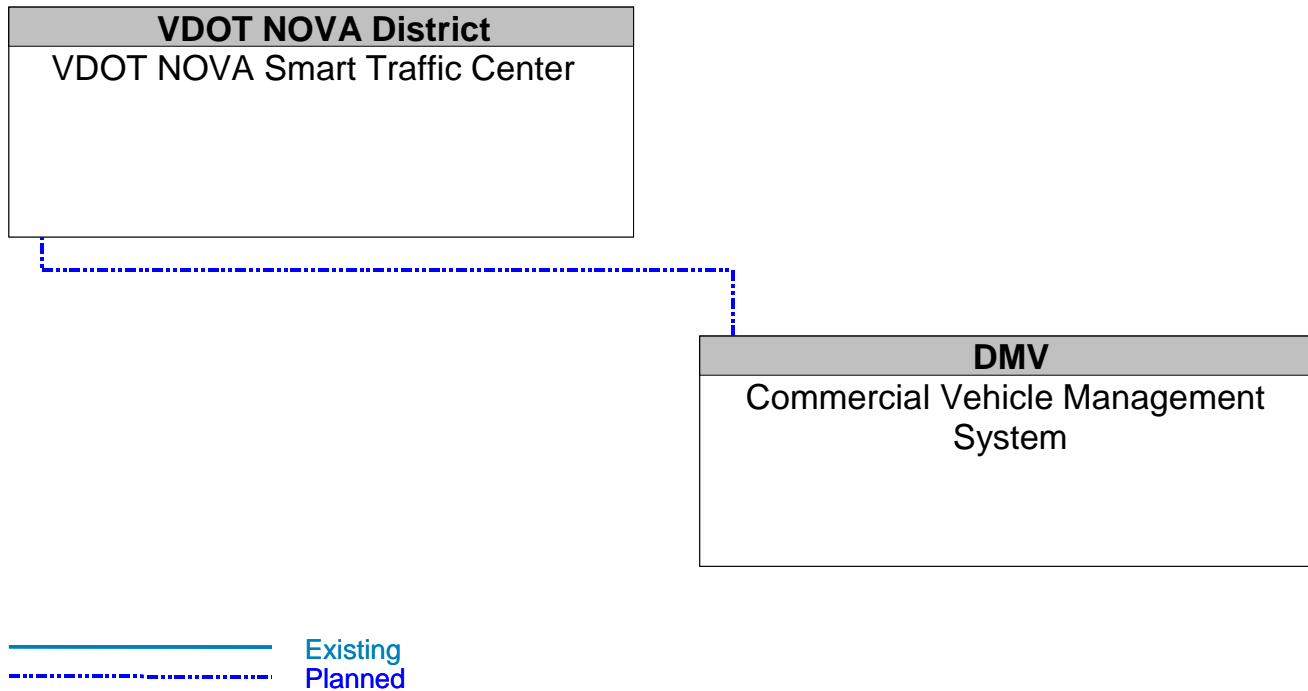 VDOT NOVA District
VDOT NOVA Smart Traffic Center
DMV
Commercial Vehicle Management
System
Existing
Planned